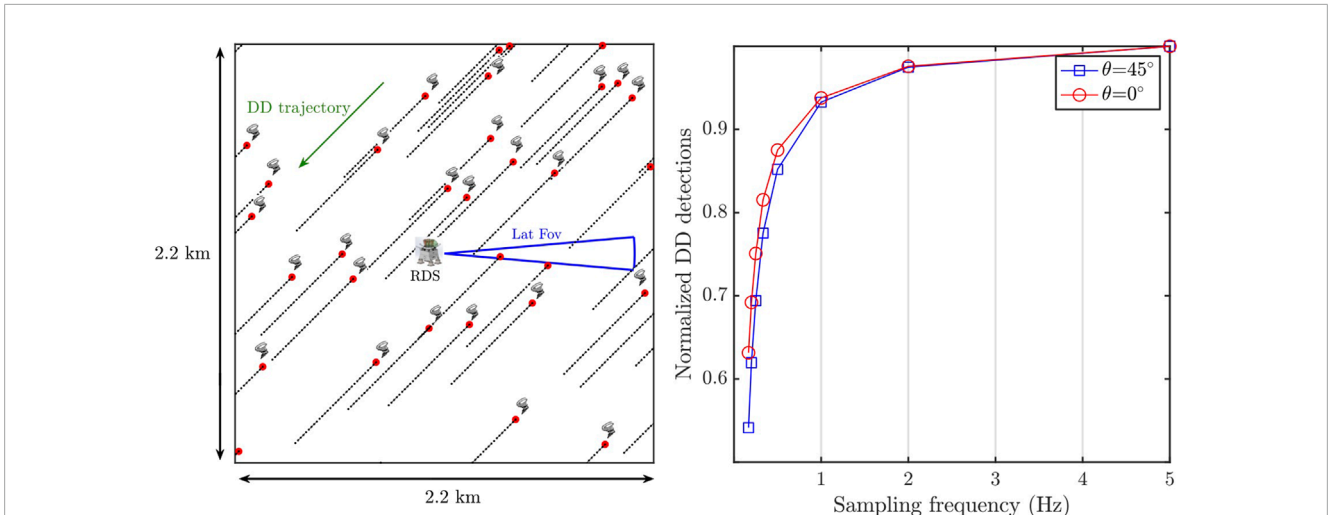 DD trajectory
Lat Fov
RDS
2.2 km
2.2 km
θ=45°
θ=0°
Normalized DD detections
0.9
0.8
0.7
0.6
1
2
3
4
5
Sampling frequency (Hz)